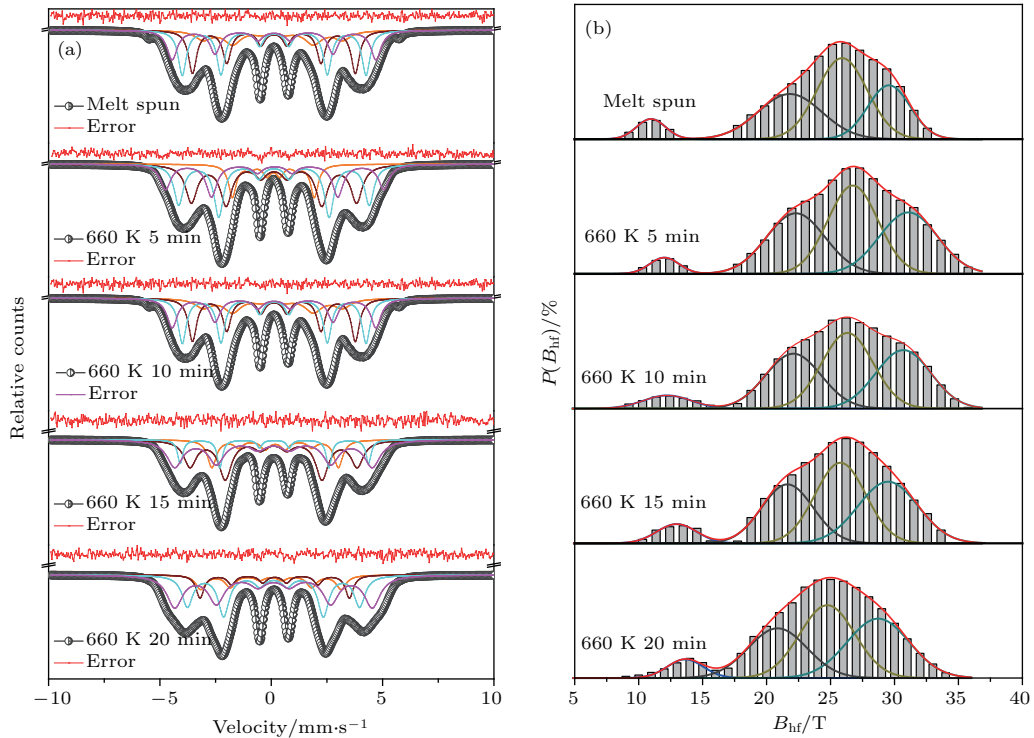 (a)
Melt spun
Error
660 K 5 min
Error
660 K 10 min
Error
660 K 15 min
Error
660 K 20 min
Error
Relative counts
−10
−5
0
5
10
Velocity/mm·s⁻¹
(b)
Melt spun
660 K 5 min
660 K 10 min
660 K 15 min
660 K 20 min
P(B_hf)/%
5
10
15
20
25
30
35
40
B_hf/T